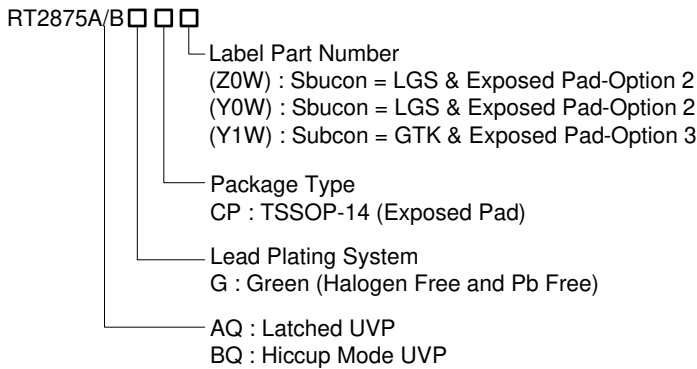 RT2875A/B
Label Part Number
(Z0W) : Sbucon = LGS & Exposed Pad-Option 2
(Y0W) : Sbucon = LGS & Exposed Pad-Option 2
(Y1W) : Subcon = GTK & Exposed Pad-Option 3
Package Type
CP : TSSOP-14 (Exposed Pad)
Lead Plating System
G : Green (Halogen Free and Pb Free)
AQ : Latched UVP
BQ : Hiccup Mode UVP